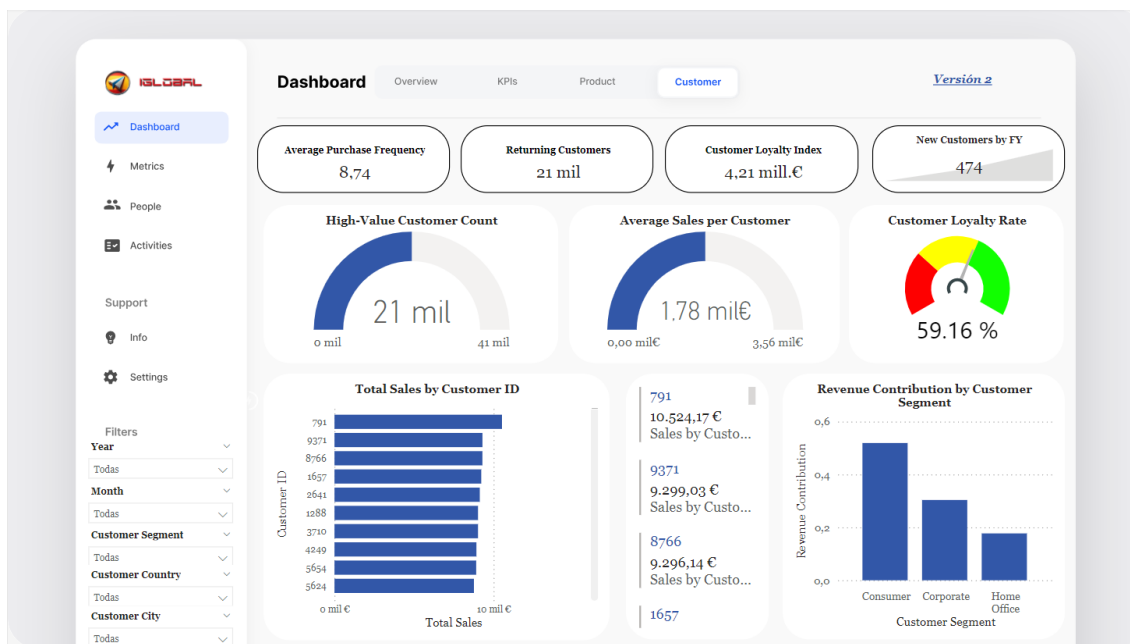 IGLOBAL
Dashboard
Metrics
People
Activities
Support
Info
Settings
Filters
Year
Todas
Month
Todas
Customer Segment
Todas
Customer Country
Todas
Customer City
Todas
Dashboard
Overview
KPIs
Product
Customer
Versión 2
Average Purchase Frequency
8,74
Returning Customers
21 mil
Customer Loyalty Index
4,21 mill.€
New Customers by FY
474
High-Value Customer Count
21 mil
0 mil
41 mil
Average Sales per Customer
1,78 mil€
0,00 mil€
3,56 mil€
Customer Loyalty Rate
59.16 %
Total Sales by Customer ID
Customer ID
791
9371
8766
1657
2641
1288
3710
4249
5654
5624
0 mil €
10 mil €
Total Sales
791
10.524,17 €
Sales by Custo...
9371
9.299,03 €
Sales by Custo...
8766
9.296,14 €
Sales by Custo...
1657
Revenue Contribution by Customer
Segment
Revenue Contribution
0,6
0,4
0,2
0,0
Consumer
Corporate
Home
Office
Customer Segment